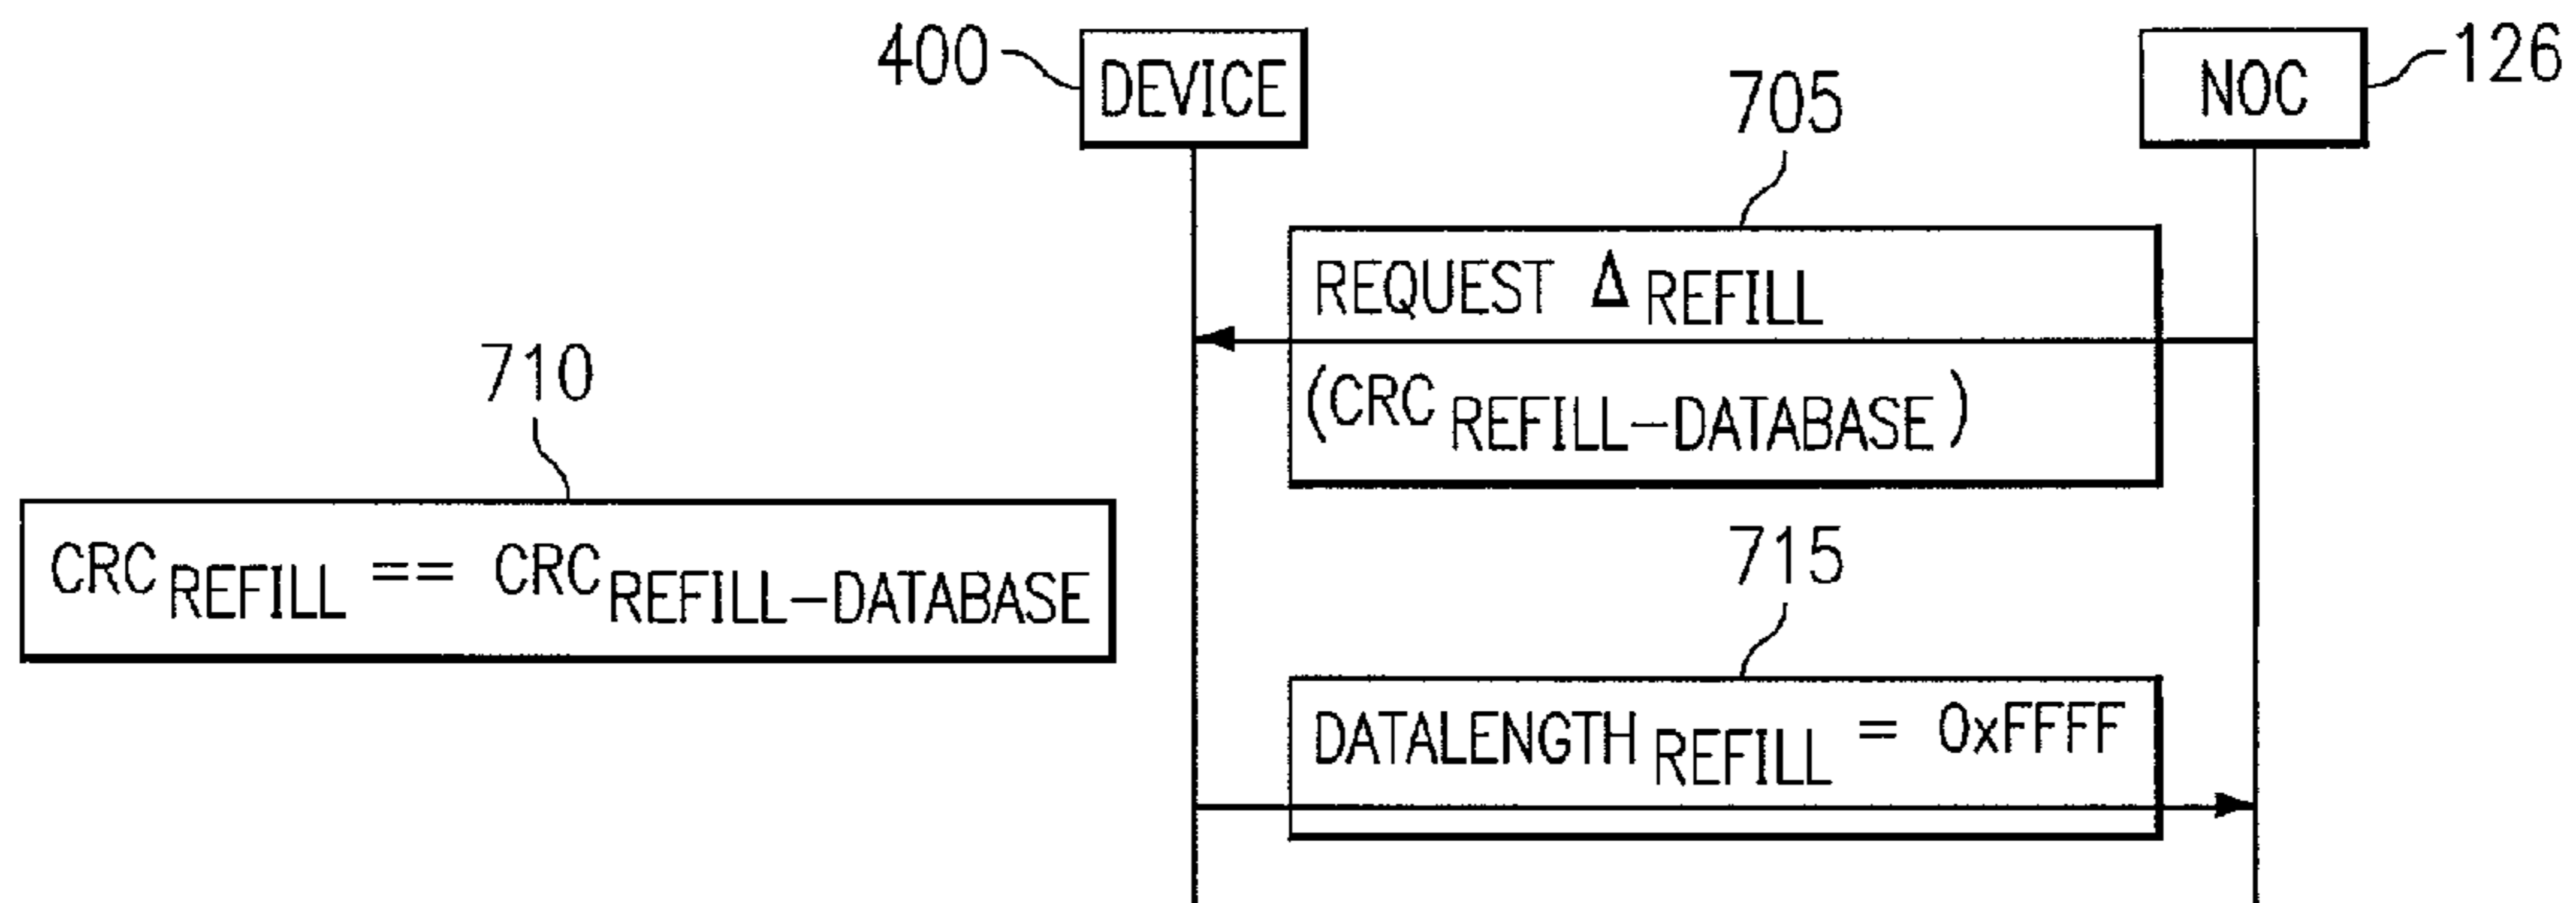 400
DEVICE
NOC
126
705
REQUEST Δ REFILL
(CRC REFILL-DATABASE)
710
CRC REFILL == CRC REFILL-DATABASE
715
DATALENGTH REFILL = 0xFFFF